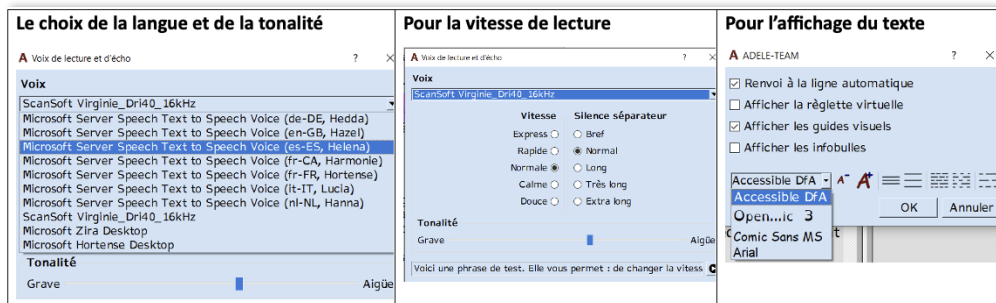 Le choix de la langue et de la tonalité
A Voix de lecture et d'écho ? ×
Voix
ScanSoft Virginie_Dri40_16kHz
Microsoft Server Speech Text to Speech Voice (de-DE, Hedda)
Microsoft Server Speech Text to Speech Voice (en-GB, Hazel)
Microsoft Server Speech Text to Speech Voice (es-ES, Helena)
Microsoft Server Speech Text to Speech Voice (fr-CA, Harmonie)
Microsoft Server Speech Text to Speech Voice (fr-FR, Hortense)
Microsoft Server Speech Text to Speech Voice (it-IT, Lucia)
Microsoft Server Speech Text to Speech Voice (nl-NL, Hanna)
ScanSoft Virginie_Dri40_16kHz
Microsoft Zira Desktop
Microsoft Hortense Desktop
Tonalité
Grave Aigüe
Pour la vitesse de lecture
A Voix de lecture et d'écho ? ×
Voix
ScanSoft Virginie_Dri40_16kHz
Vitesse Silence séparateur
Express Bref
Rapide Normal
Normale Long
Calme Très long
Douce Extra long
Tonalité
Grave Aigüe
Voici une phrase de test. Elle vous permet : de changer la vitess
Pour l'affichage du texte
A ADELE-TEAM ? ×
Renvoi à la ligne automatique
Afficher la règlette virtuelle
Afficher les guides visuels
Afficher les infobulles
Accessible DfA A- A+
Accessible DfA
Open...ic 3
Comic Sans MS
Arial
OK Annuler